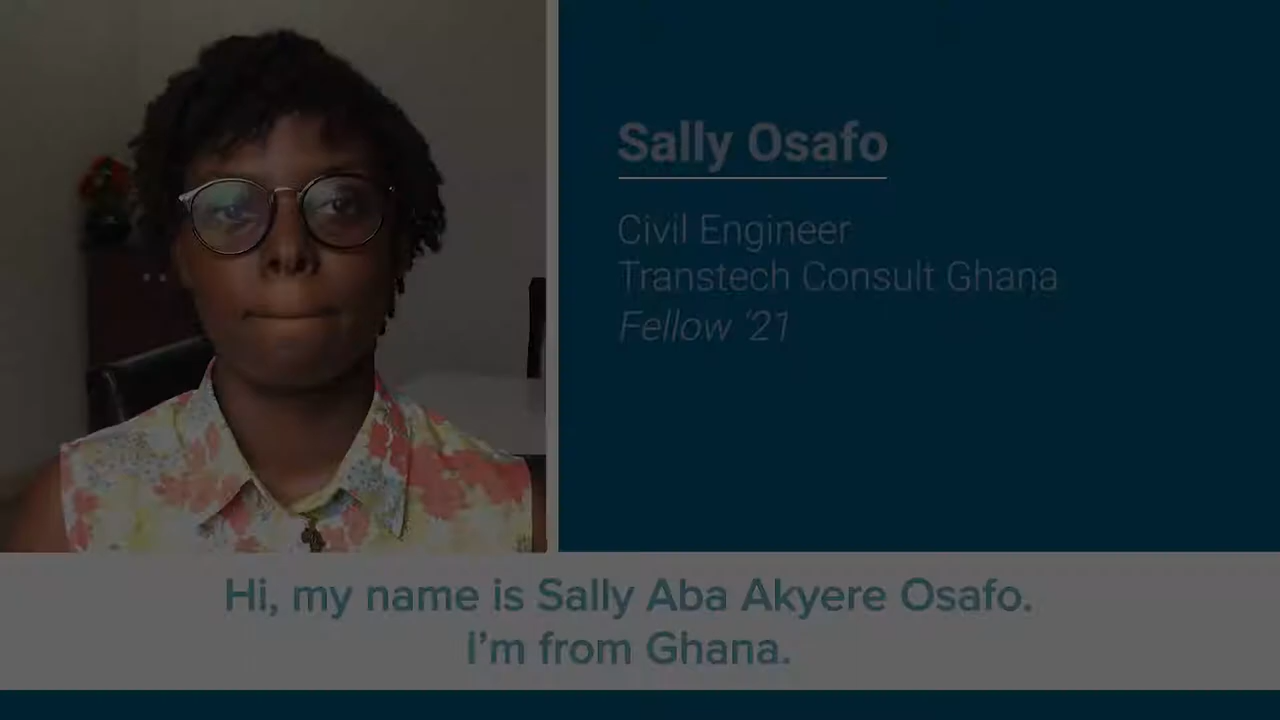 Sally Osafo
Civil Engineer
Transtech Consult Ghana
Fellow '21
Hi, my name is Sally Aba Akyere Osafo.
I'm from Ghana.